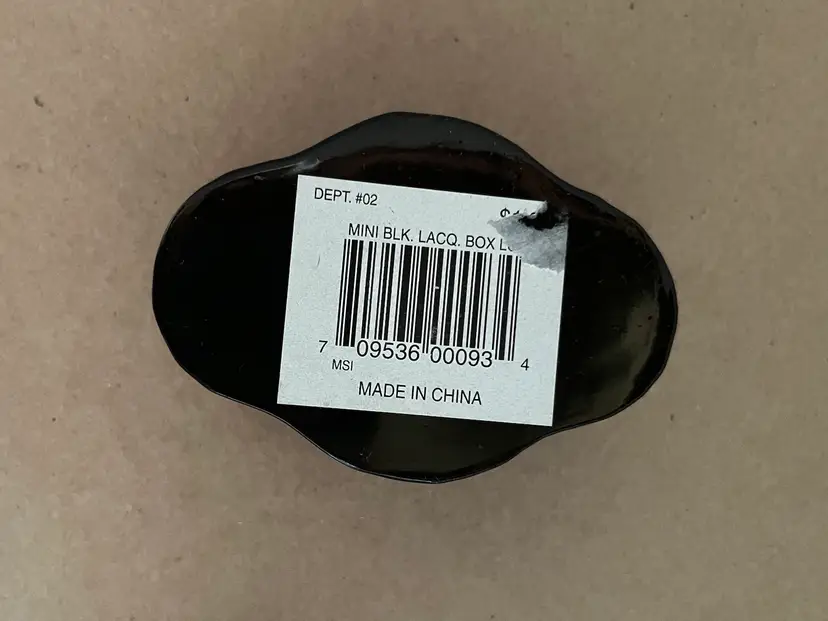 DEPT. #02
MINI BLK. LACQ. BOX
7 09536 00093 4
MSI
MADE IN CHINA